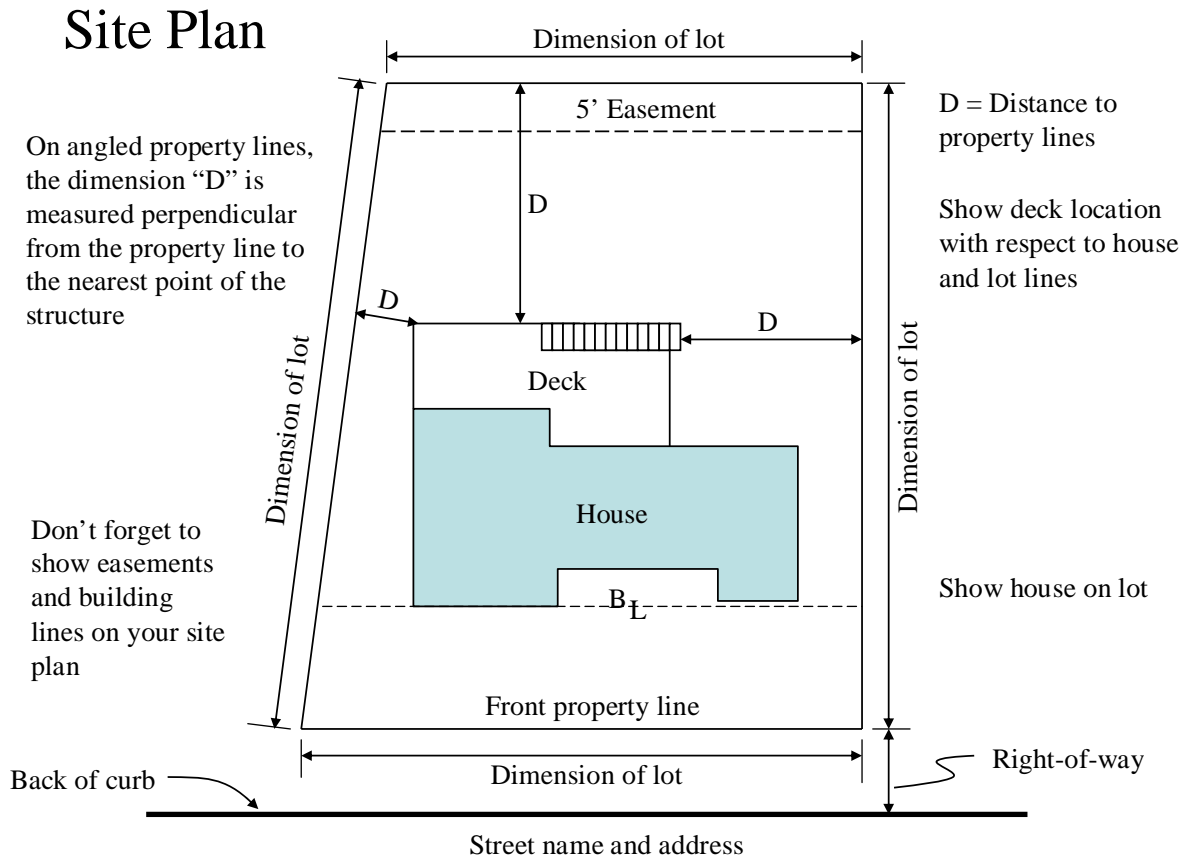 Site Plan
Dimension of lot
5’ Easement
D = Distance to
property lines
On angled property lines,
the dimension “D” is
measured perpendicular
from the property line to
the nearest point of the
structure
D
Show deck location
with respect to house
and lot lines
D
D
Deck
Dimension of lot
Dimension of lot
House
Don’t forget to
show easements
and building
lines on your site
plan
Show house on lot
BL
Front property line
Right-of-way
Dimension of lot
Back of curb
Street name and address